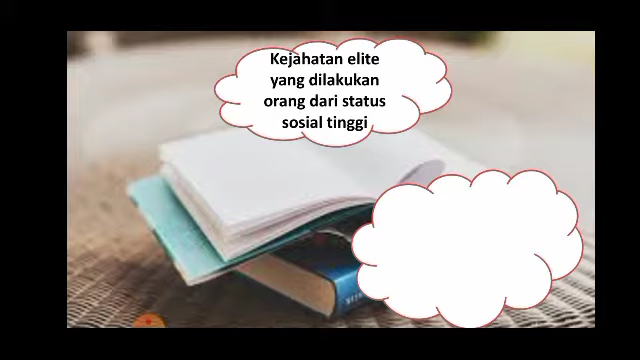 Kejahatan elite
yang dilakukan
orang dari status
sosial tinggi